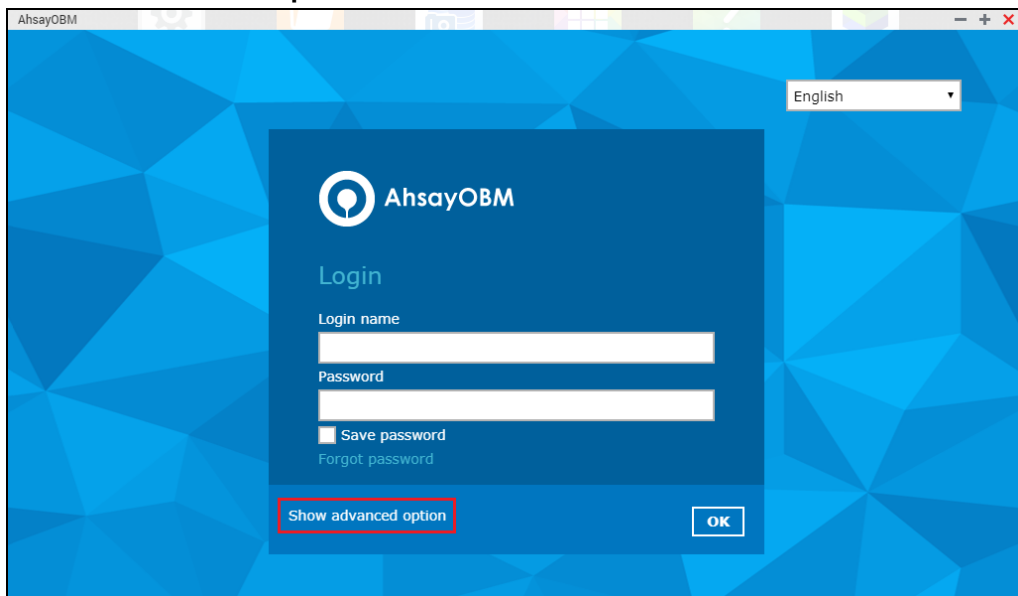 AhsayOBM
English
AhsayOBM
Login
Login name
Password
Save password
Forgot password
Show advanced option
OK